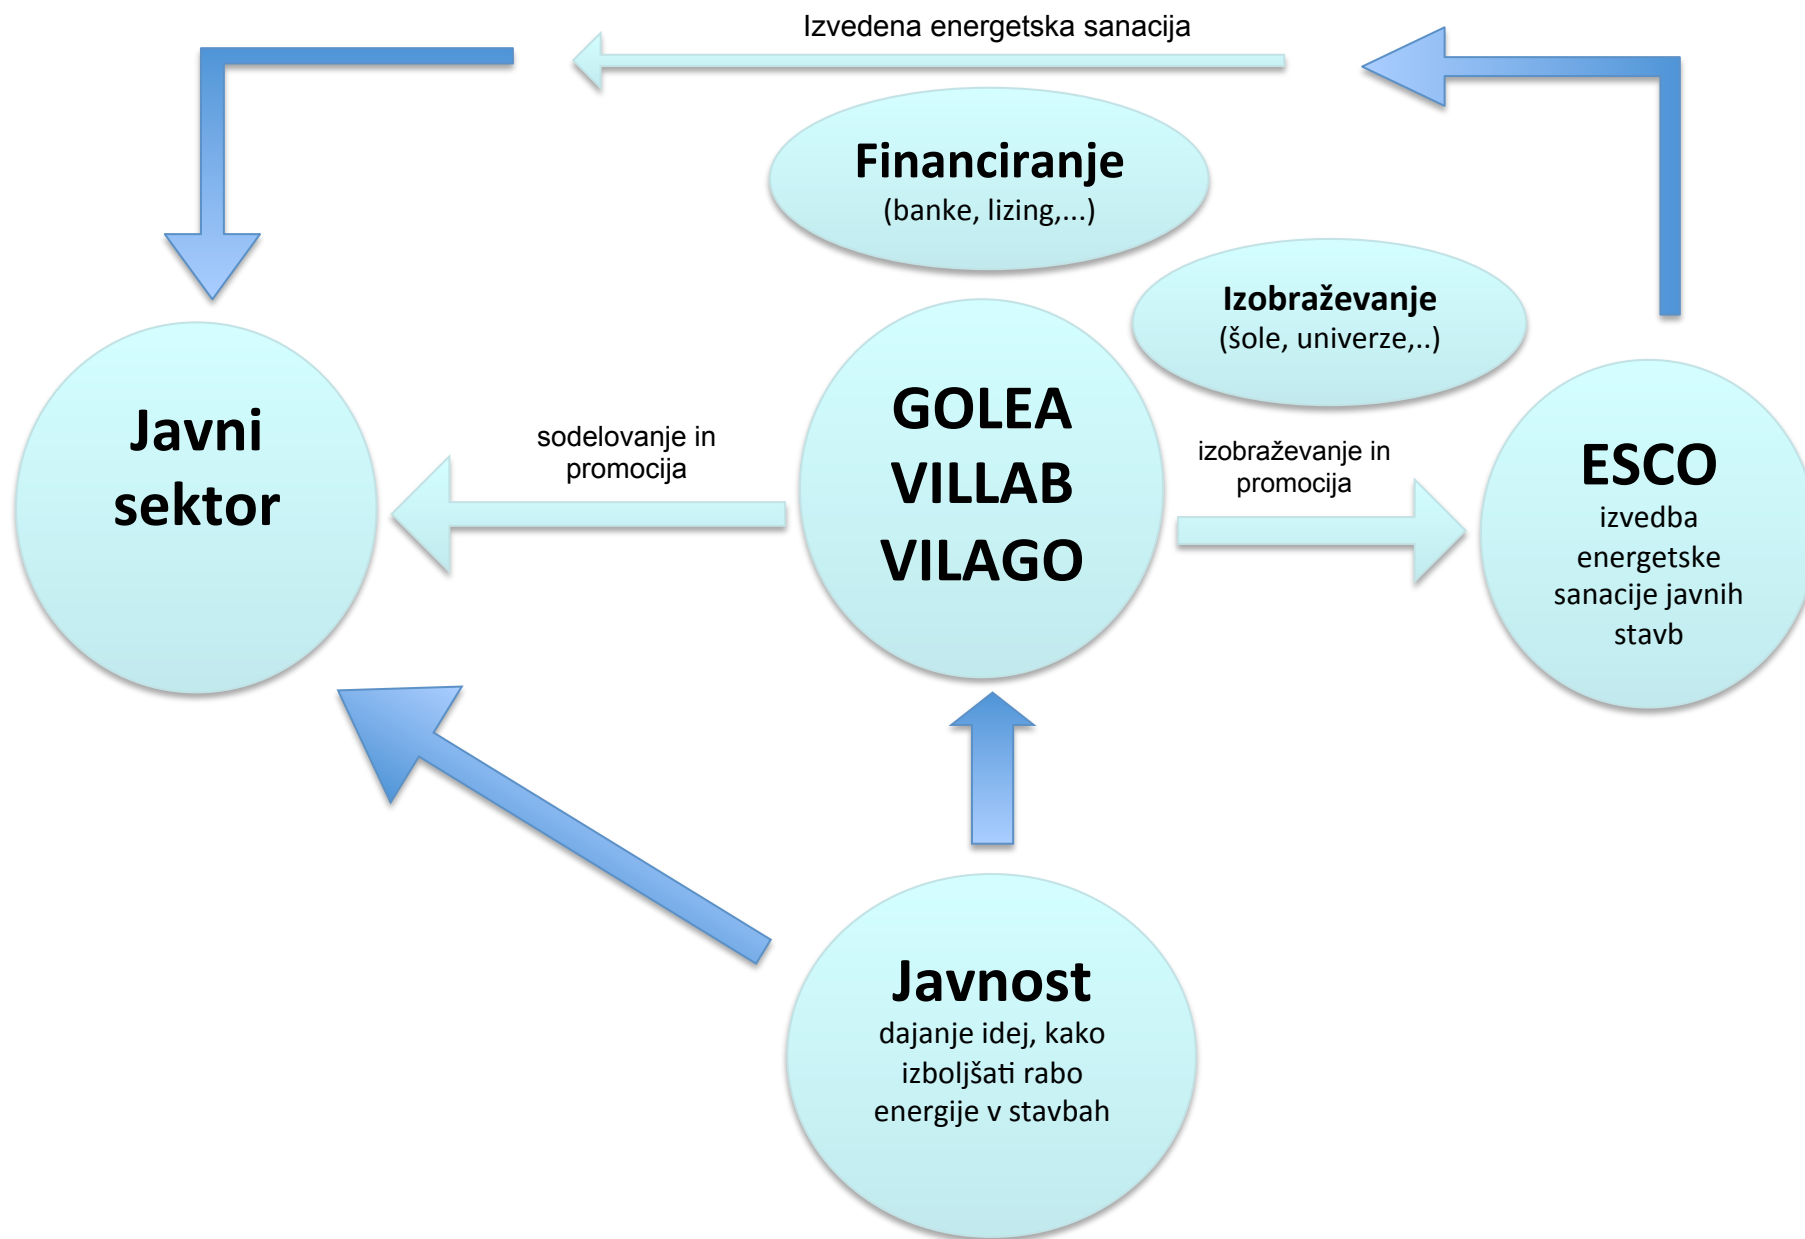 Izvedena energetska sanacija
Financiranje
(banke, lizing,...)
Izobraževanje
(šole, univerze,..)
Javni
sektor
sodelovanje in
promocija
GOLEA
VILLAB
VILAGO
izobraževanje in
promocija
ESCO
izvedba
energetske
sanacije javnih
stavb
Javnost
dajanje idej, kako
izboljšati rabo
energije v stavbah